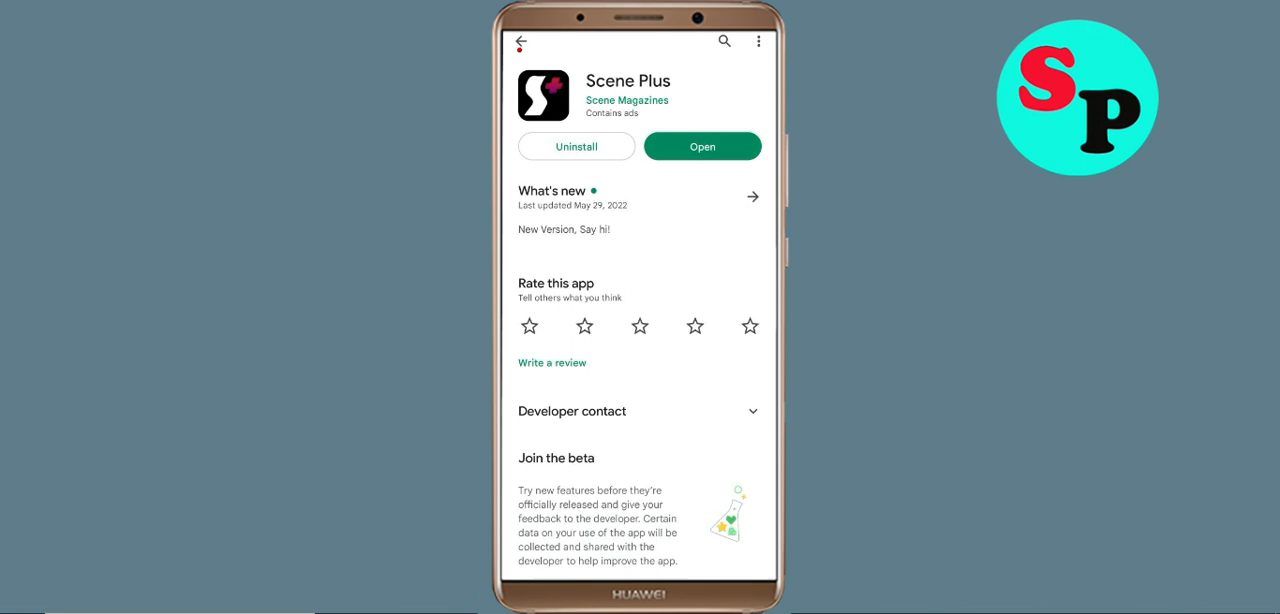 Scene Plus
Scene Magazines
Contains ads
Uninstall
Open
What's new
Last updated May 29, 2022
New Version, Say hi!
Rate this app
Tell others what you think
Write a review
Developer contact
Join the beta
Try new features before they're
officially released and give your
feedback to the developer. Certain
data on your use of the app will be
collected and shared with the
developer to help improve the app.
HUAWEI
SP